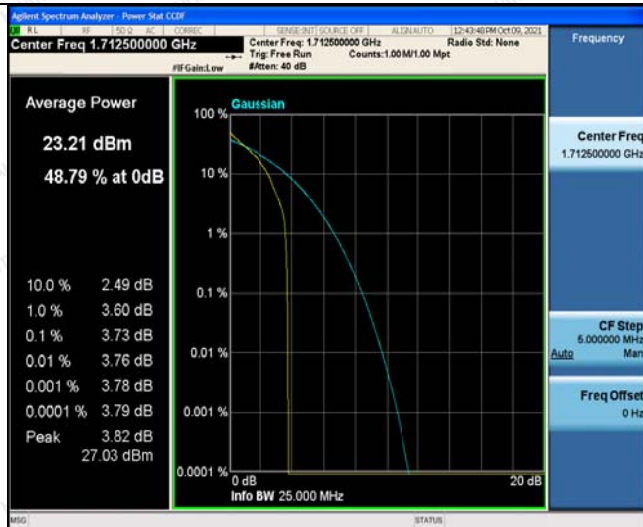 Agilent Spectrum Analyzer - Power Stat CCDF
RL RF 50 Ω AC CORREC SENSE:INT SOURCE OFF ALIGN AUTO 12:43:48 PM Oct 09, 2021
Center Freq 1.712500000 GHz
Center Freq: 1.712500000 GHz Radio Std: None
Trig: Free Run Counts:1.00 M/1.00 Mpt
#IFGain:Low #Atten: 40 dB
Frequency
Average Power
23.21 dBm
48.79 % at 0dB
10.0 % 2.49 dB
1.0 % 3.60 dB
0.1 % 3.73 dB
0.01 % 3.76 dB
0.001 % 3.78 dB
0.0001 % 3.79 dB
Peak 3.82 dB
27.03 dBm
Gaussian
100 %
10 %
1 %
0.1 %
0.01 %
0.001 %
0.0001 %
0 dB 20 dB
Info BW 25.000 MHz
Center Freq
1.712500000 GHz
CF Step
5.000000 MHz
Auto Man
Freq Offset
0 Hz
MSG STATUS